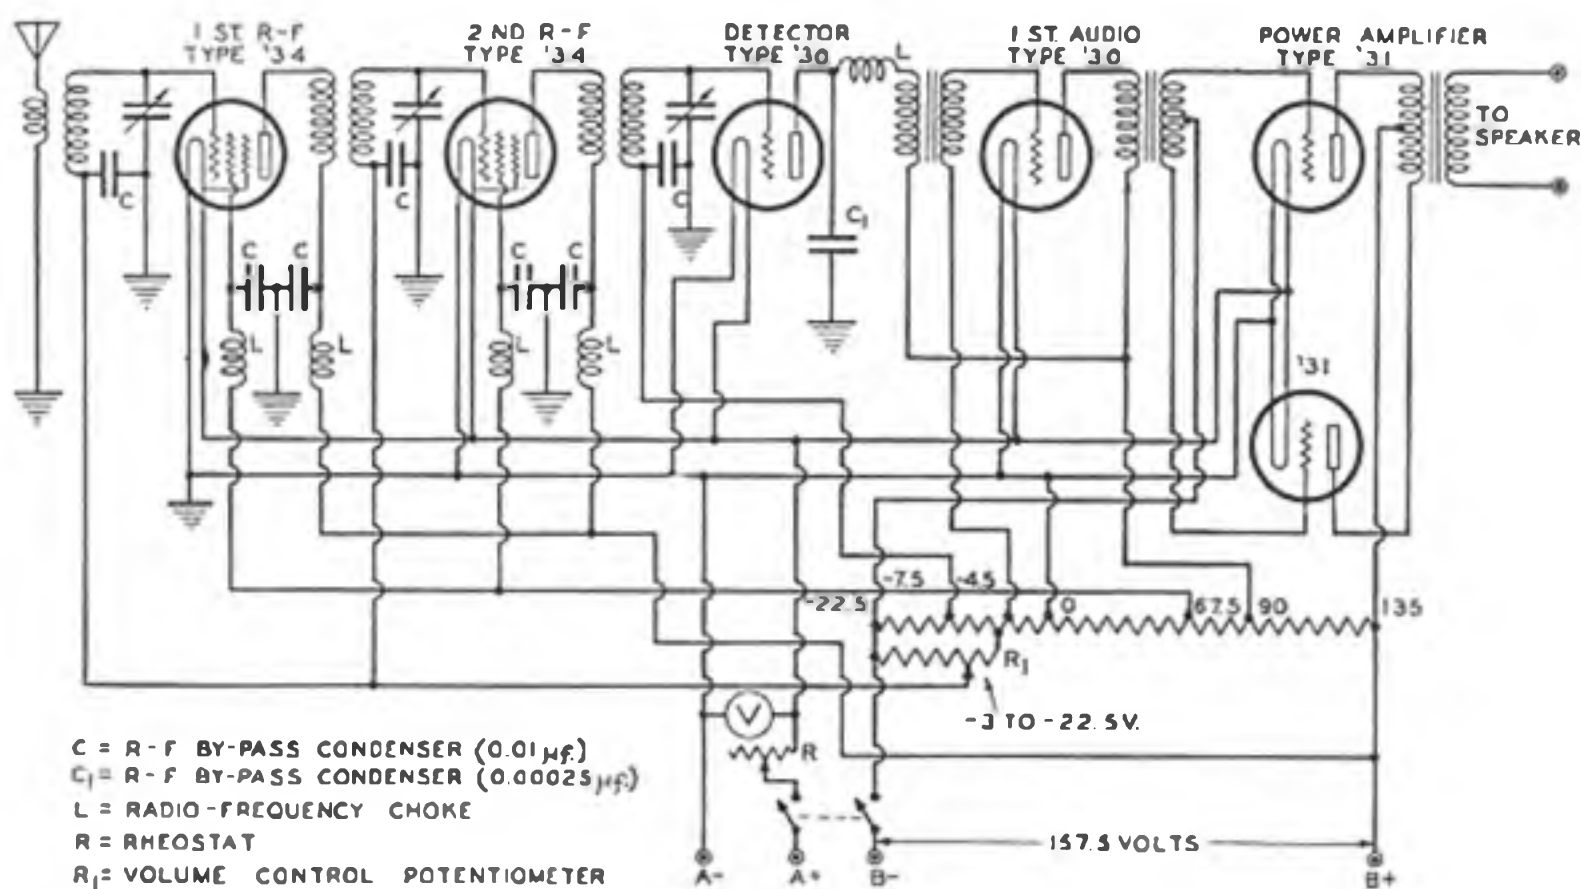 1 ST. R-F
TYPE '34
2 ND R-F
TYPE '34
DETECTOR
TYPE '30
1 ST. AUDIO
TYPE '30
POWER AMPLIFIER
TYPE '31
L
TO
SPEAKER
C
C
C
C1
C C
C C
L L
L L
'31
-7.5
-4.5
-22.5
0
67.5
90
135
R1
-3 TO -22.5V.
V
R
157.5 VOLTS
A-
A+
B-
B+
C = R-F BY-PASS CONDENSER (0.01 µf.)
C1 = R-F BY-PASS CONDENSER (0.00025 µf.)
L = RADIO-FREQUENCY CHOKE
R = RHEOSTAT
R1 = VOLUME CONTROL POTENTIOMETER